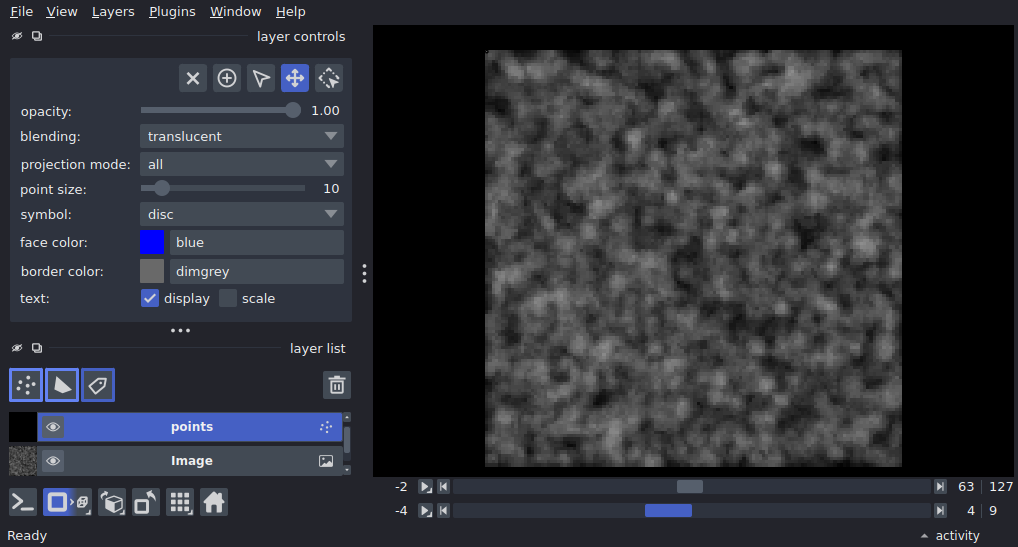 File View Layers Plugins Window Help
layer controls
opacity: 1.00
blending: translucent
projection mode: all
point size: 10
symbol: disc
face color: blue
border color: dimgrey
text: display scale
layer list
points
Image
-2 63 127
-4 4 9
Ready activity